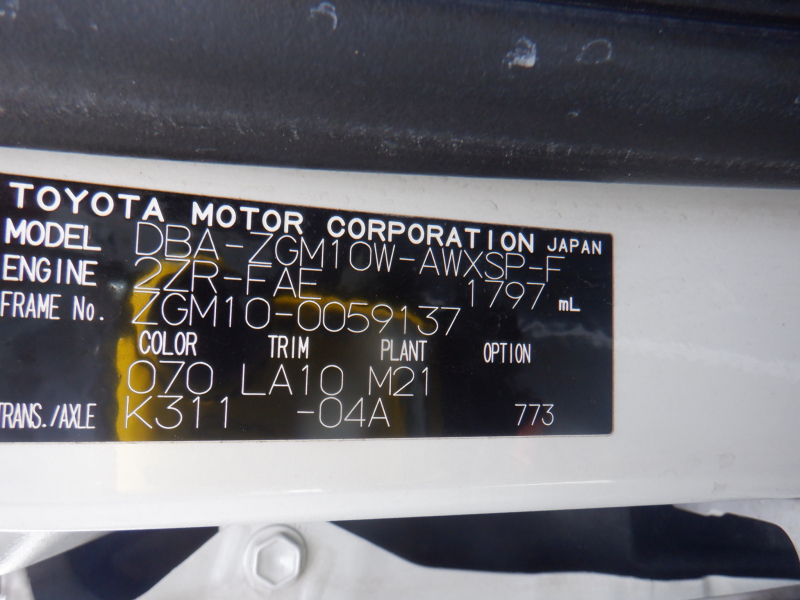 TOYOTA MOTOR CORPORATION JAPAN
MODEL DBA-ZGM10W-AWXSP-F
ENGINE 2ZR-FAE 1797 mL
FRAME No. ZGM10-0059137
COLOR TRIM PLANT OPTION
070 LA10 M21
TRANS./AXLE K311 -04A 773